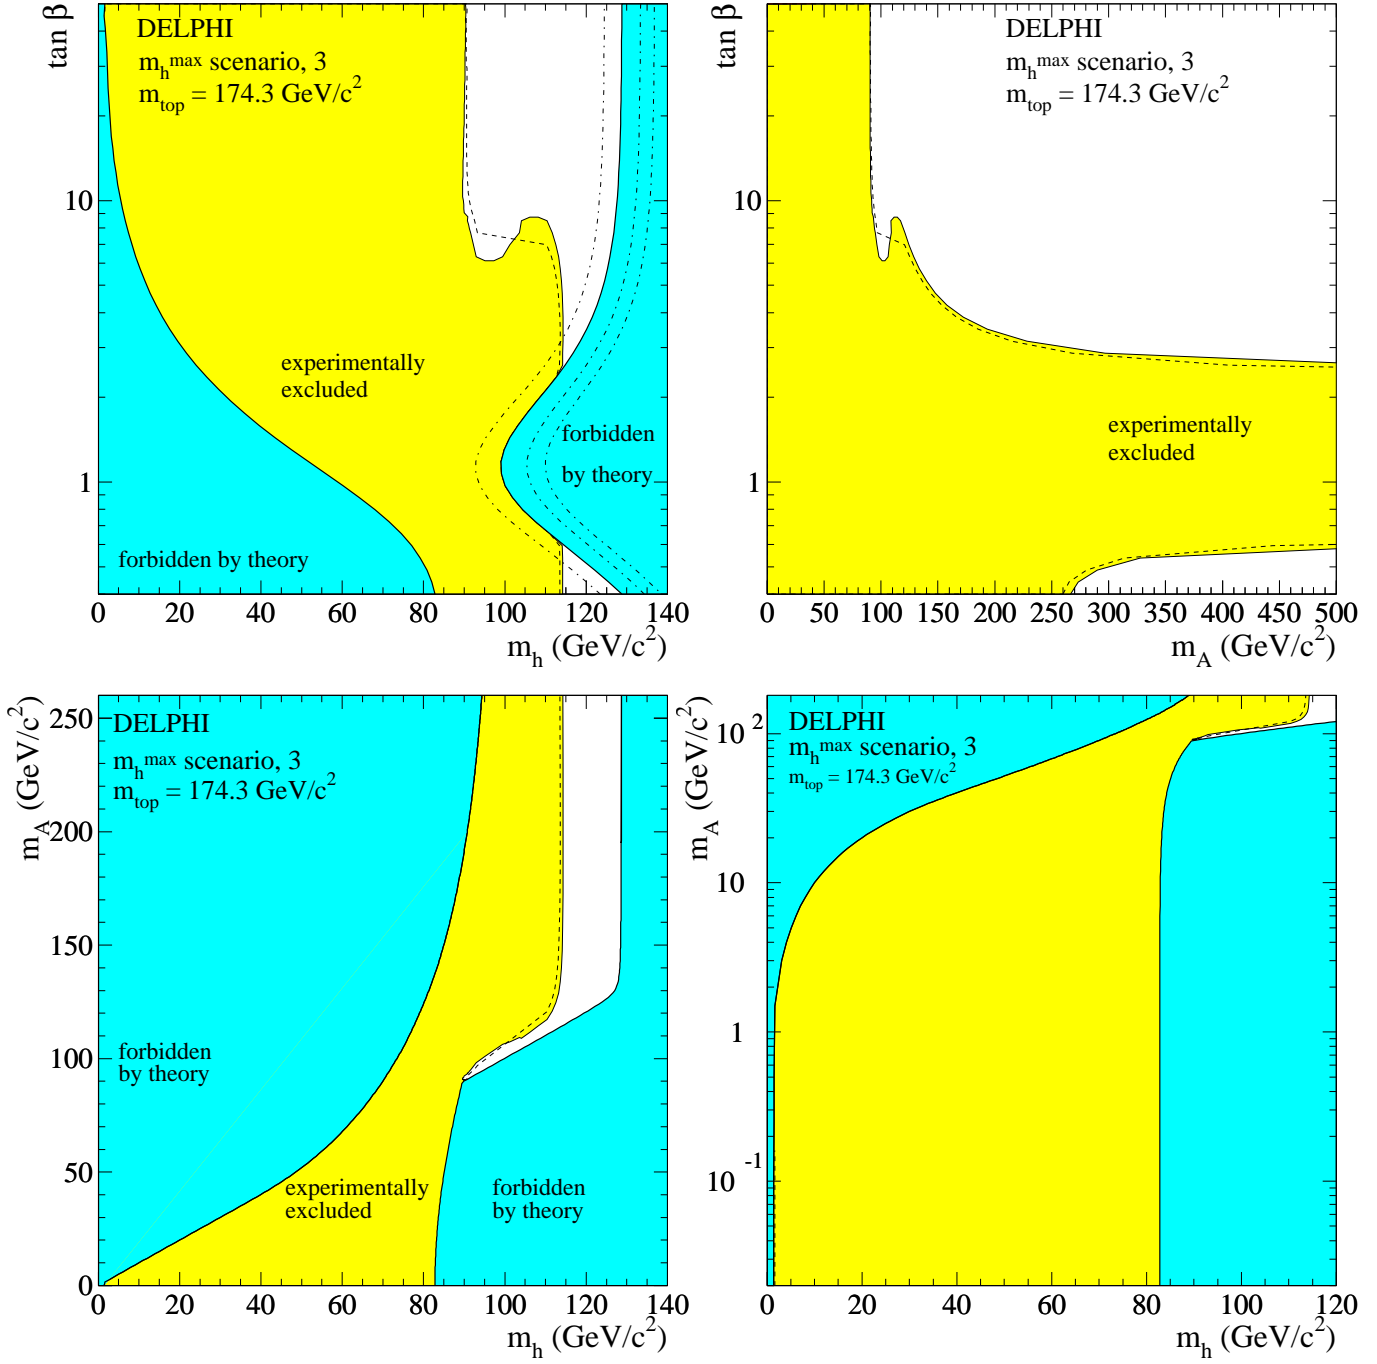 tan β
DELPHI
m_h^max scenario, 3
m_top = 174.3 GeV/c^2
10
1
experimentally
excluded
forbidden
by theory
forbidden by theory
0 20 40 60 80 100 120 140
m_h (GeV/c^2)
tan β
DELPHI
m_h^max scenario, 3
m_top = 174.3 GeV/c^2
10
1
experimentally
excluded
0 50 100 150 200 250 300 350 400 450 500
m_A (GeV/c^2)
m_A (GeV/c^2)
DELPHI
m_h^max scenario, 3
m_top = 174.3 GeV/c^2
250
200
150
100
50
0
forbidden
by theory
experimentally
excluded
forbidden
by theory
0 20 40 60 80 100 120 140
m_h (GeV/c^2)
m_A (GeV/c^2)
DELPHI
m_h^max scenario, 3
m_top = 174.3 GeV/c^2
10^2
10
1
10^-1
0 20 40 60 80 100 120
m_h (GeV/c^2)